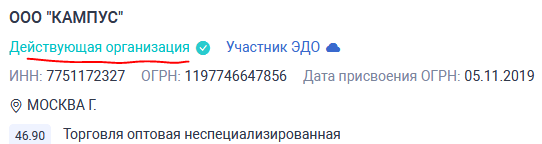 ООО "КАМПУС"
Действующая организация Участник ЭДО
ИНН: 7751172327 ОГРН: 1197746647856 Дата присвоения ОГРН: 05.11.2019
МОСКВА Г.
46.90 Торговля оптовая неспециализированная